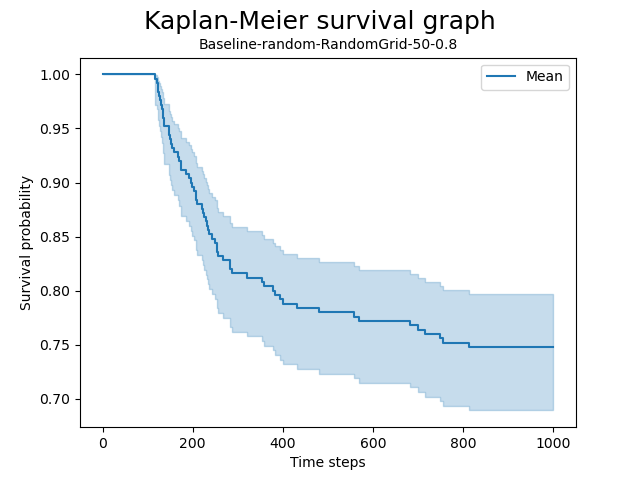 Kaplan-Meier survival graph
Baseline-random-RandomGrid-50-0.8
Mean
1.00
0.95
0.90
0.85
0.80
0.75
0.70
Survival probability
0 200 400 600 800 1000
Time steps